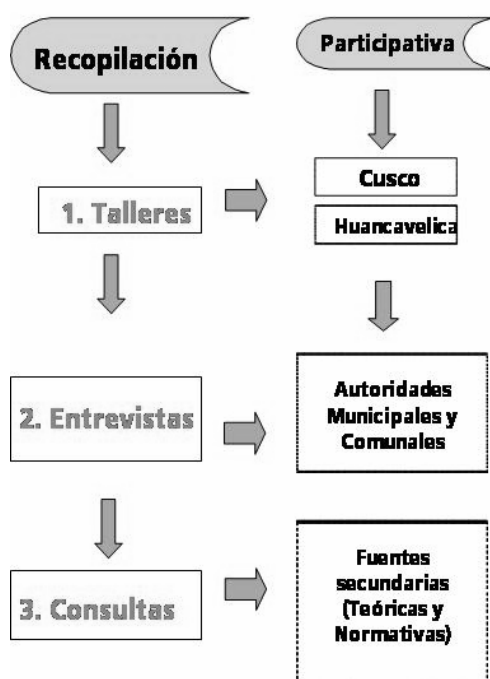 Recopilación
Participativa
1. Talleres
Cusco
Huancavelica
2. Entrevistas
Autoridades
Municipales y
Comunales
3. Consultas
Fuentes
secundarias
(Teóricas y
Normativas)